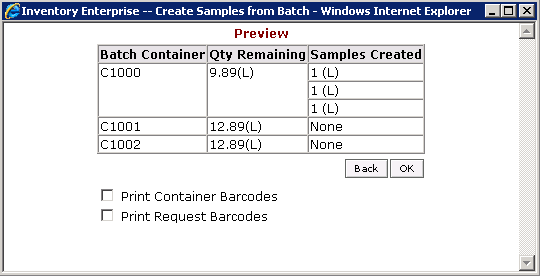 Inventory Enterprise -- Create Samples from Batch - Windows Internet Explorer
Preview
Batch Container Qty Remaining Samples Created
C1000 9.89(L) 1 (L)
1 (L)
1 (L)
C1001 12.89(L) None
C1002 12.89(L) None
Back OK
Print Container Barcodes
Print Request Barcodes